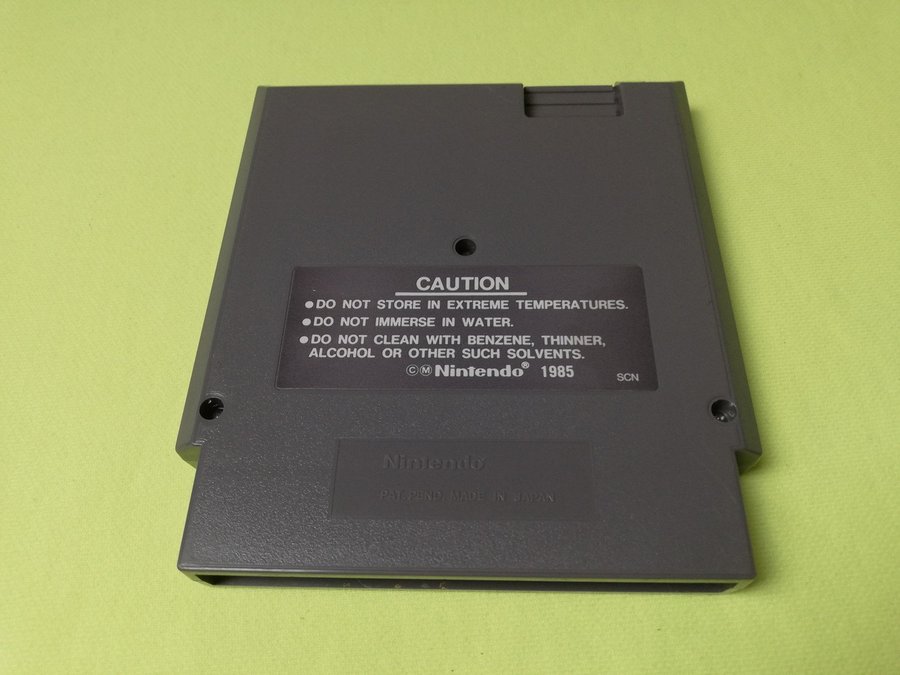 CAUTION
●DO NOT STORE IN EXTREME TEMPERATURES.
●DO NOT IMMERSE IN WATER.
●DO NOT CLEAN WITH BENZENE, THINNER,
ALCOHOL OR OTHER SUCH SOLVENTS.
ⒸⓂNintendo® 1985
SCN
Nintendo
PAT. PEND. MADE IN JAPAN